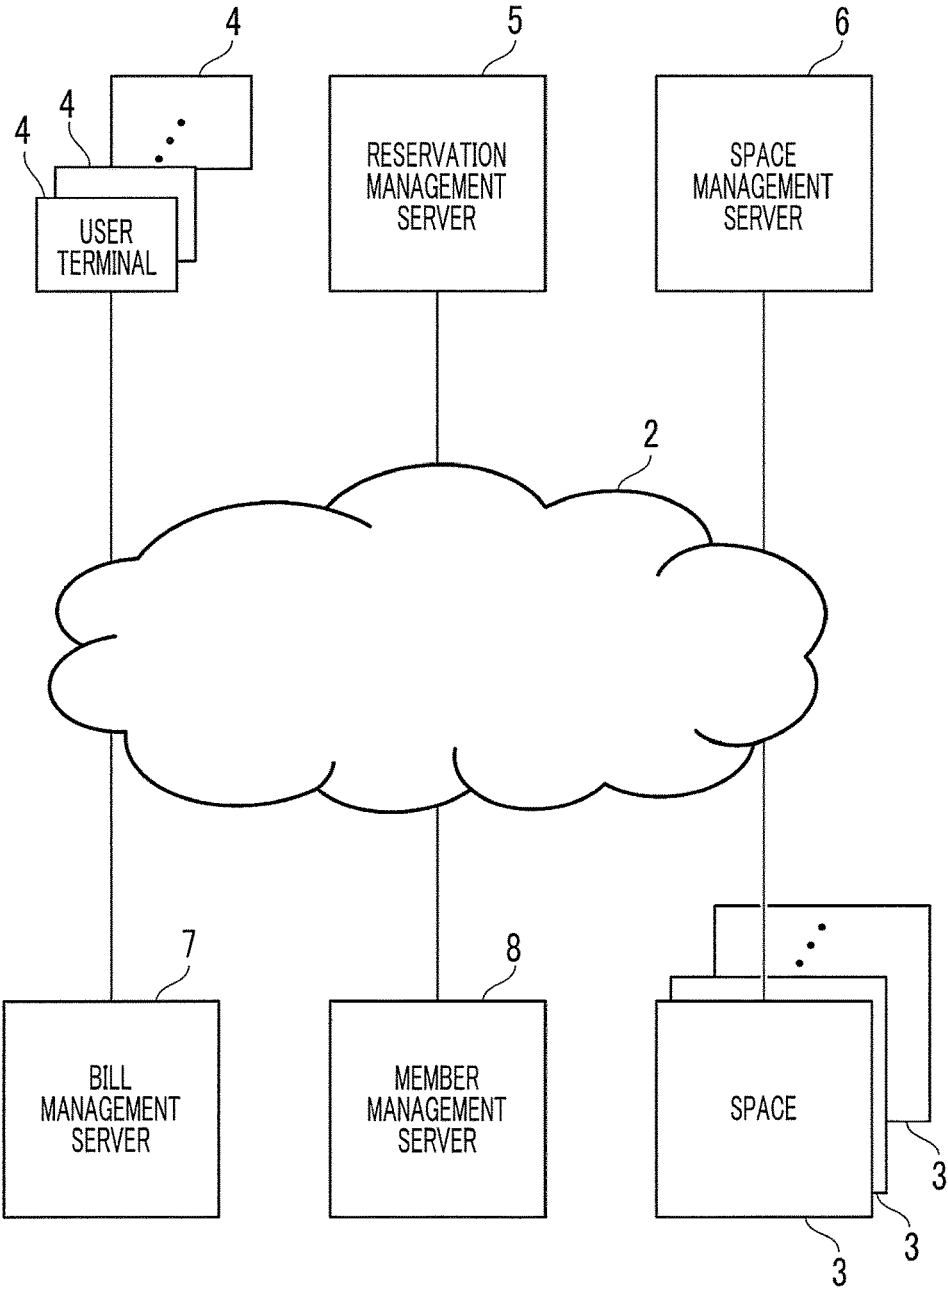 4
5
6
4
4
USER
TERMINAL
RESERVATION
MANAGEMENT
SERVER
SPACE
MANAGEMENT
SERVER
2
7
8
BILL
MANAGEMENT
SERVER
MEMBER
MANAGEMENT
SERVER
SPACE
3
3
3